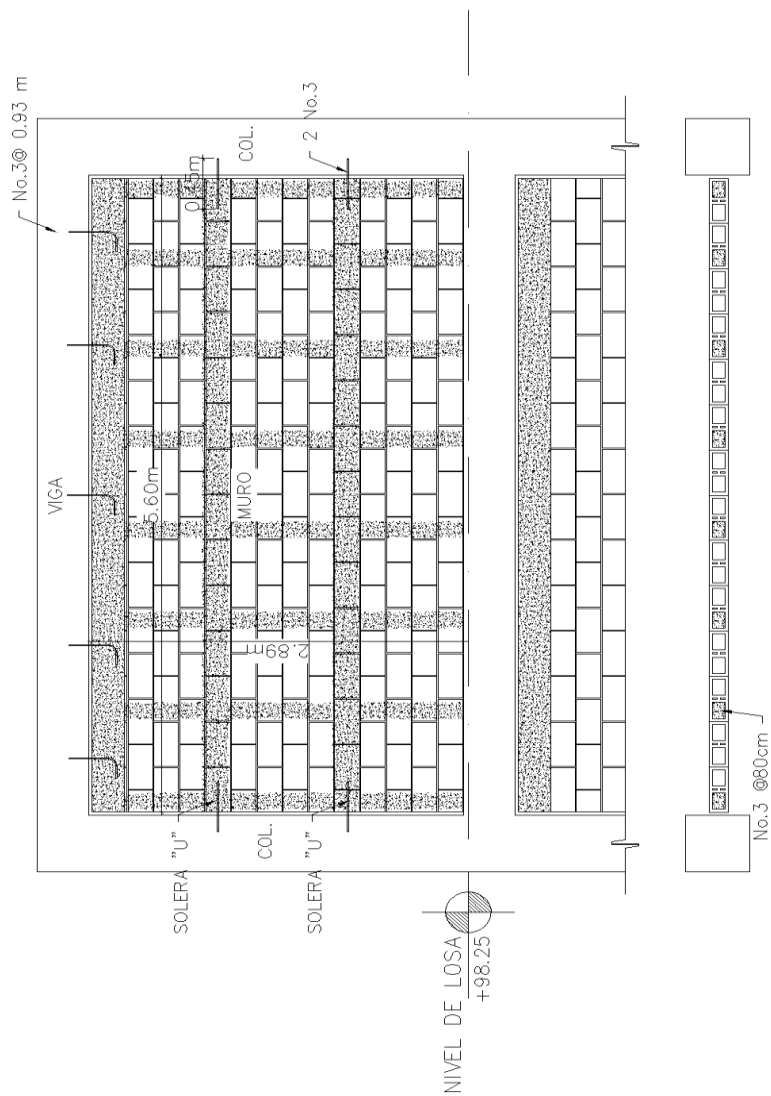 No.3@ 0.93 m
VIGA
5.60m
0.75m
COL.
2 No.3
MURO
2.89m
SOLERA "U"
COL.
SOLERA "U"
NIVEL DE LOSA
+98.25
No.3 @80cm